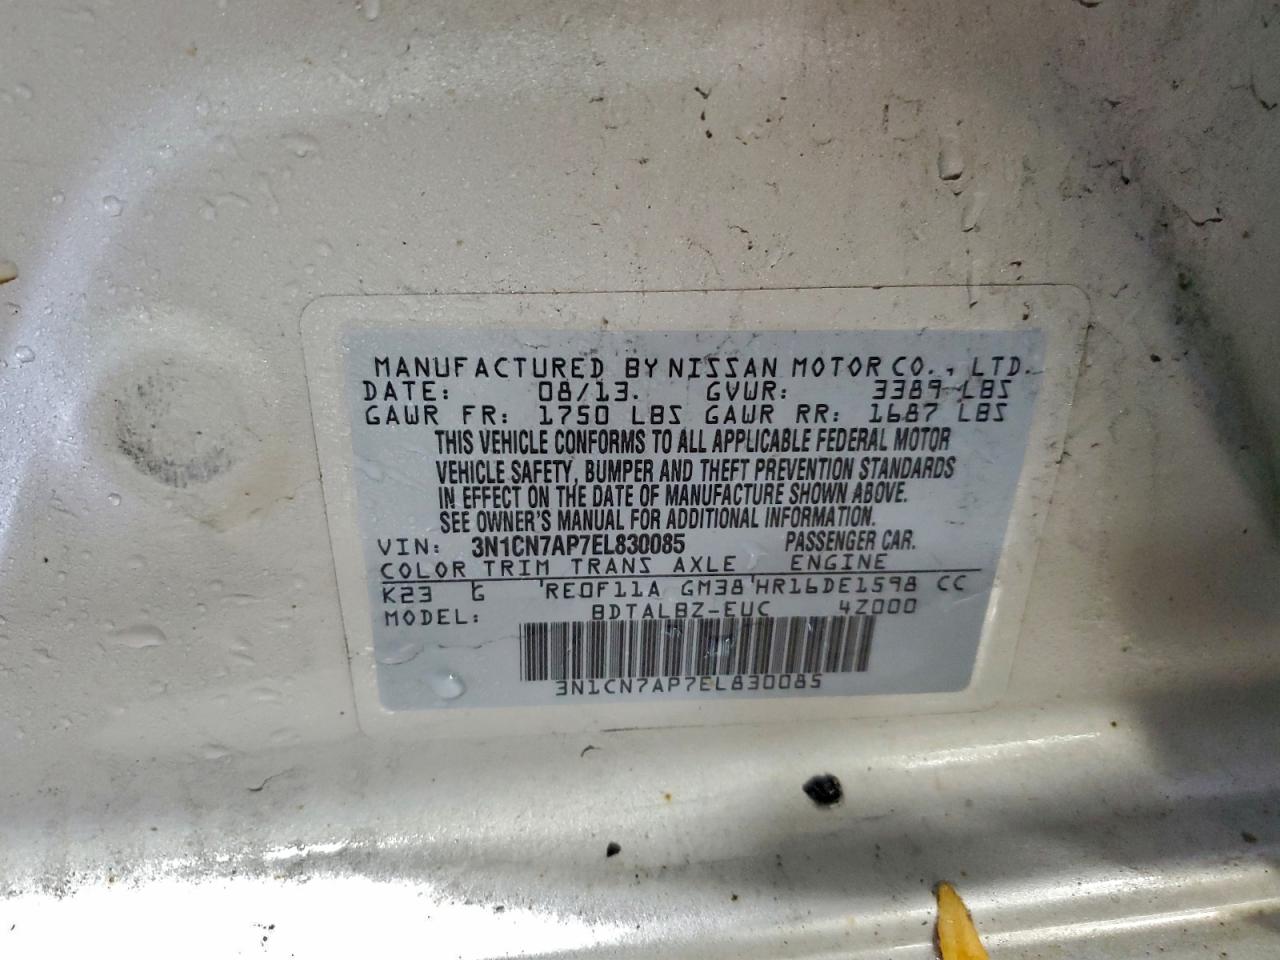 MANUFACTURED BY NISSAN MOTOR CO., LTD.
DATE: 08/13. GVWR: 3389 LBS
GAWR FR: 1750 LBS GAWR RR: 1687 LBS
THIS VEHICLE CONFORMS TO ALL APPLICABLE FEDERAL MOTOR
VEHICLE SAFETY, BUMPER AND THEFT PREVENTION STANDARDS
IN EFFECT ON THE DATE OF MANUFACTURE SHOWN ABOVE.
SEE OWNER'S MANUAL FOR ADDITIONAL INFORMATION.
VIN: 3N1CN7AP7EL830085 PASSENGER CAR.
COLOR TRIM TRANS AXLE ENGINE
K23 G RE0F11A GM38 HR16DE1598 CC
MODEL: BDTALBZ-EUC 4Z000
3N1CN7AP7EL830085